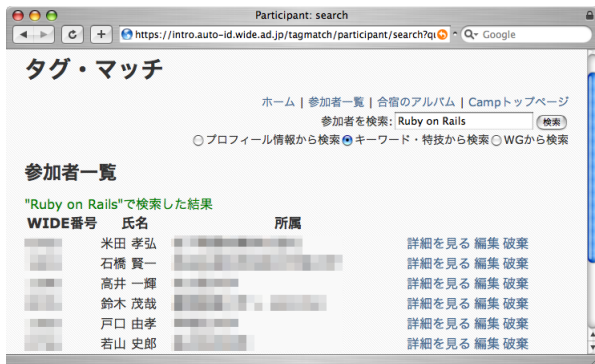 Participant: search
https://intro.auto-id.wide.ad.jp/tagmatch/participant/search?q
Google
タグ・マッチ
ホーム | 参加者一覧 | 合宿のアルバム | Campトップページ
参加者を検索: Ruby on Rails 検索
プロフィール情報から検索 キーワード・特技から検索 WGから検索
参加者一覧
"Ruby on Rails"で検索した結果
WIDE番号 氏名 所属
米田 孝弘 詳細を見る 編集 破棄
石橋 賢一 詳細を見る 編集 破棄
高井 一輝 詳細を見る 編集 破棄
鈴木 茂哉 詳細を見る 編集 破棄
戸口 由孝 詳細を見る 編集 破棄
若山 史郎 詳細を見る 編集 破棄